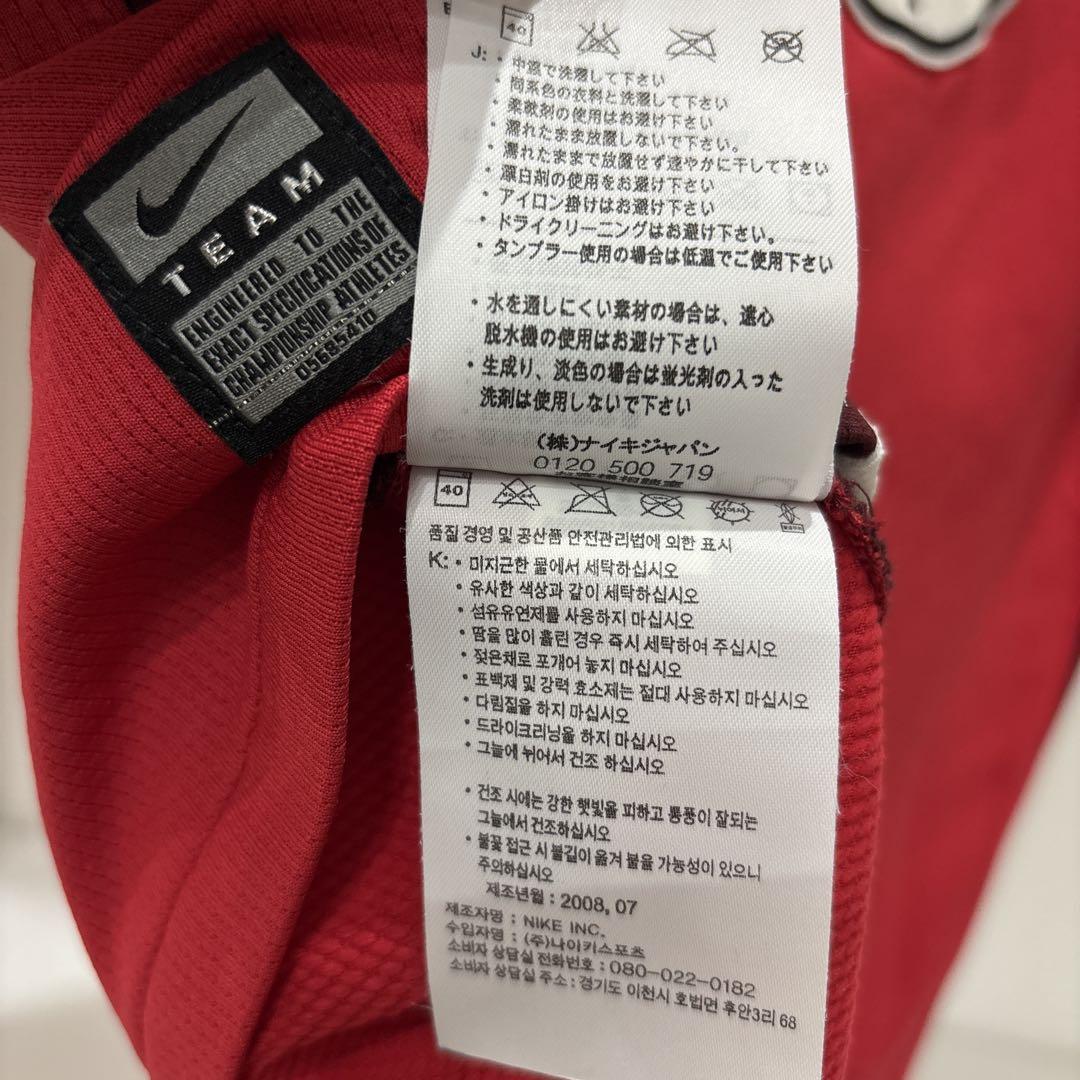 TEAM
ENGINEERED TO THE
EXACT SPECIFICATIONS OF
CHAMPIONSHIP ATHLETES
05685410
40
J:
・中温で洗濯して下さい
・同系色の衣料と洗濯して下さい
・柔軟剤の使用はお避け下さい
・濡れたまま放置しないで下さい。
・濡れたままで放置せず速やかに干して下さい
・漂白剤の使用をお避け下さい
・アイロン掛けはお避け下さい
・ドライクリーニングはお避け下さい。
・タンブラー使用の場合は低温でご使用下さい
・水を通しにくい素材の場合は、遠心
脱水機の使用はお避け下さい
・生成り、淡色の場合は蛍光剤の入った
洗剤は使用しないで下さい
(株)ナイキジャパン
0120 500 719
お客様相談室
40
품질 경영 및 공산품 안전관리법에 의한 표시
K: • 미지근한 물에서 세탁하십시오
• 유사한 색상과 같이 세탁하십시오
• 섬유유연제를 사용하지 마십시오
• 땀을 많이 흘린 경우 즉시 세탁하여 주십시오
• 젖은채로 포개어 놓지 마십시오
• 표백제 및 강력 효소제는 절대 사용하지 마십시오
• 다림질을 하지 마십시오
• 드라이크리닝을 하지 마십시오
• 그늘에 뉘어서 건조 하십시오
• 건조 시에는 강한 햇빛을 피하고 통풍이 잘되는
그늘에서 건조하십시오
• 불꽃 접근 시 불길이 옮겨 붙을 가능성이 있으니
주의하십시오
제조년월 : 2008, 07
제조자명 : NIKE INC.
수입자명 : (주)나이키스포츠
소비자 상담실 전화번호 : 080-022-0182
소비자 상담실 주소 : 경기도 이천시 호법면 후안3리 68